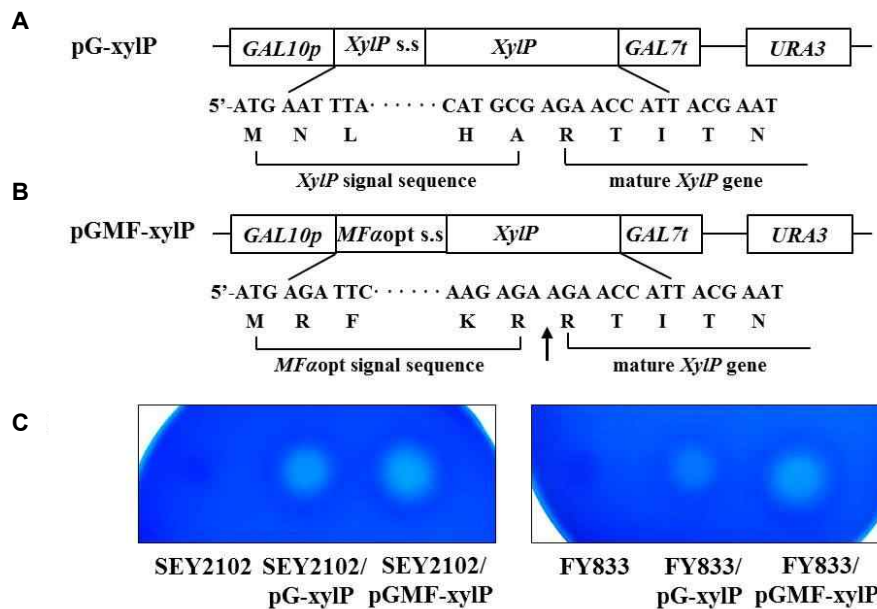 A
pG-xylP
GAL10p XylP s.s XylP GAL7t URA3
5'-ATG AATT TTA······ CAT GCG AGA ACC ATT ACG AAT
M N L H A R T I T N
XylP signal sequence mature XylP gene
B
pGMF-xylP
GAL10p MFαopt s.s XylP GAL7t URA3
5'-ATG AGA TTC······ AAG AGA AGA ACC ATT ACG AAT
M R F K R R T I T N
MFαopt signal sequence mature XylP gene
C
SEY2102 SEY2102/ SEY2102/ FY833 FY833/ FY833/
pG-xylP pGMF-xylP pG-xylP pGMF-xylP